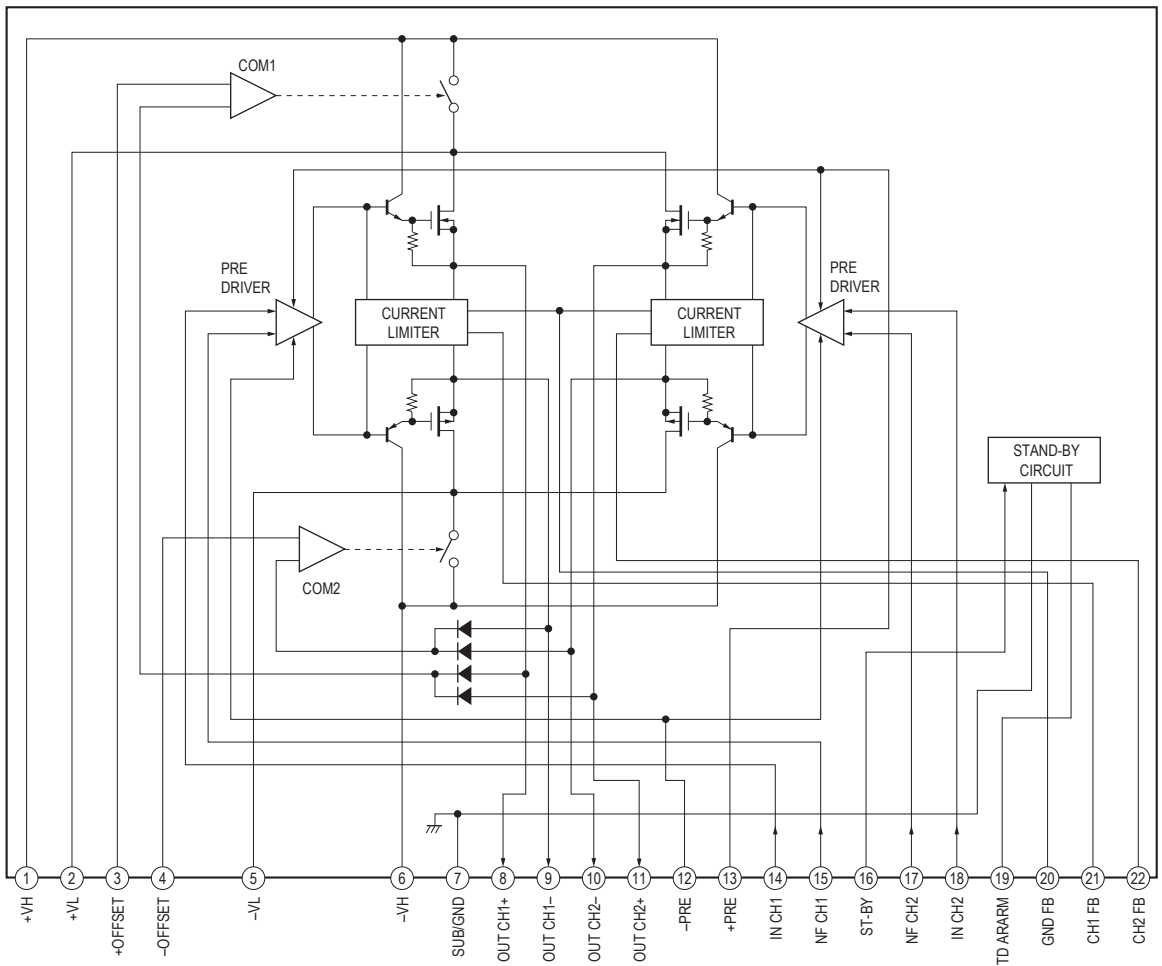 COM1
PRE
DRIVER
PRE
DRIVER
CURRENT
LIMITER
CURRENT
LIMITER
STAND-BY
CIRCUIT
COM2
1
2
3
4
5
6
7
8
9
10
11
12
13
14
15
16
17
18
19
20
21
22
+VH
+VL
+OFFSET
–OFFSET
–VL
–VH
SUB/GND
OUT CH1+
OUT CH1–
OUT CH2–
OUT CH2+
–PRE
+PRE
IN CH1
NF CH1
ST-BY
NF CH2
IN CH2
TD ARARM
GND FB
CH1 FB
CH2 FB